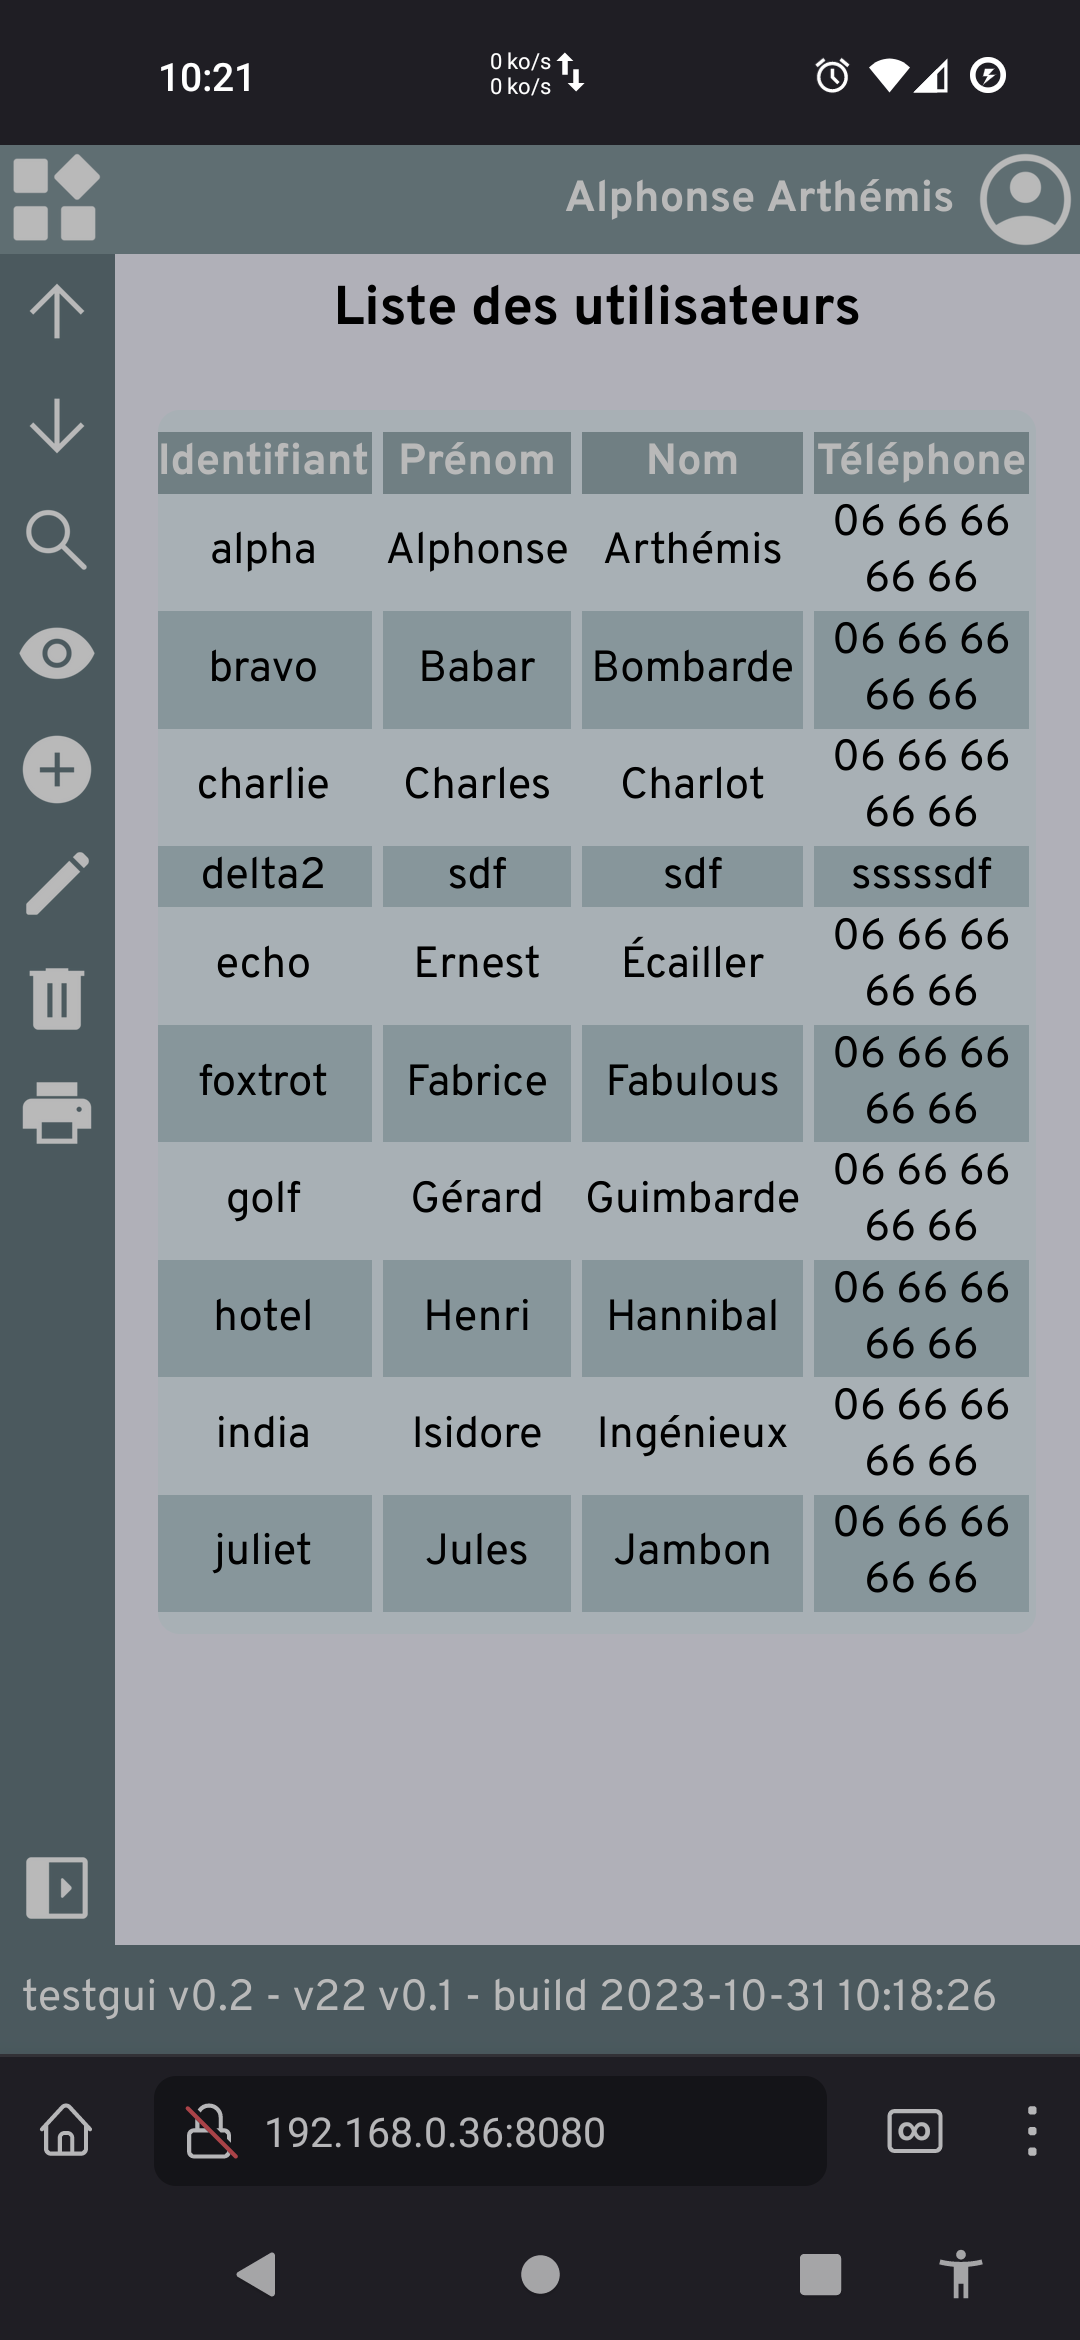 10:21
0 ko/s
0 ko/s
Alphonse Arthémis
Liste des utilisateurs
Identifiant Prénom Nom Téléphone
alpha Alphonse Arthémis 06 66 66
66 66
bravo Babar Bombarde 06 66 66
66 66
charlie Charles Charlot 06 66 66
66 66
delta2 sdf sdf sssssdf
echo Ernest Écailler 06 66 66
66 66
foxtrot Fabrice Fabulous 06 66 66
66 66
golf Gérard Guimbarde 06 66 66
66 66
hotel Henri Hannibal 06 66 66
66 66
india Isidore Ingénieux 06 66 66
66 66
juliet Jules Jambon 06 66 66
66 66
testgui v0.2 - v22 v0.1 - build 2023-10-31 10:18:26
192.168.0.36:8080
∞